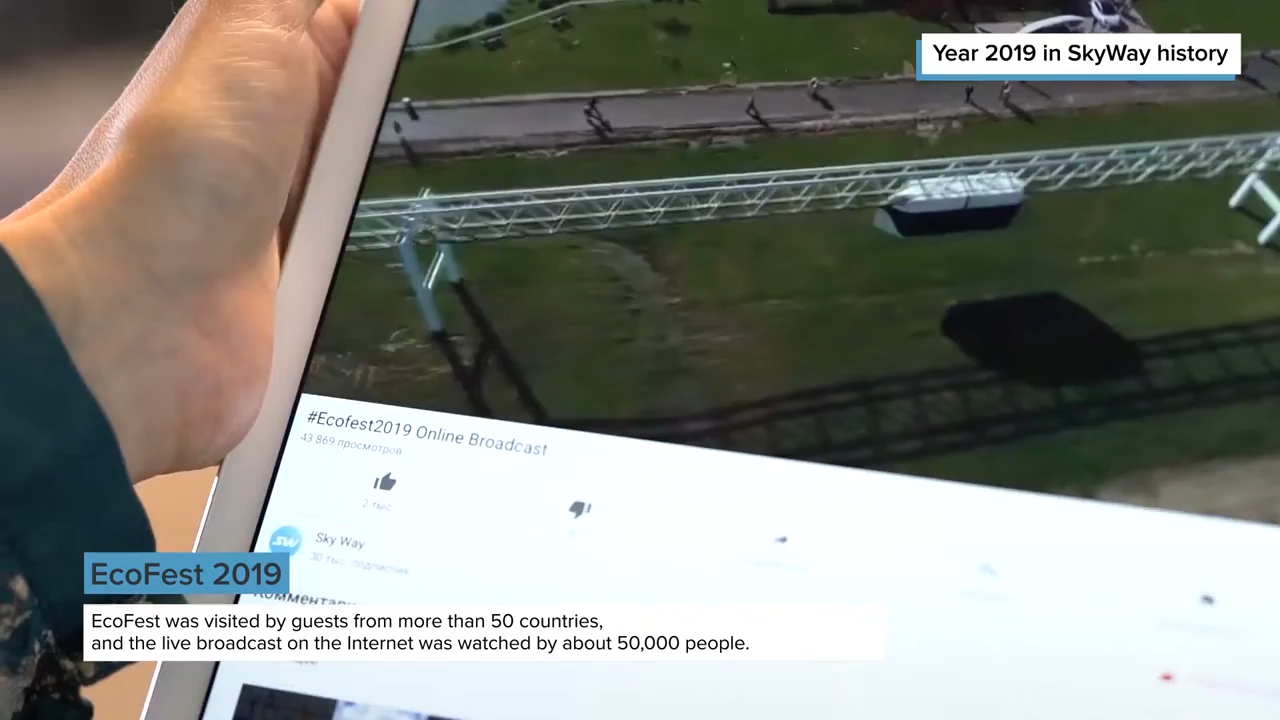 Year 2019 in SkyWay history
#Ecofest2019 Online Broadcast
43 869 просмотров
2 тыс.
SW
Sky Way
30 тыс. подписчик
EcoFest 2019
EcoFest was visited by guests from more than 50 countries,
and the live broadcast on the Internet was watched by about 50,000 people.